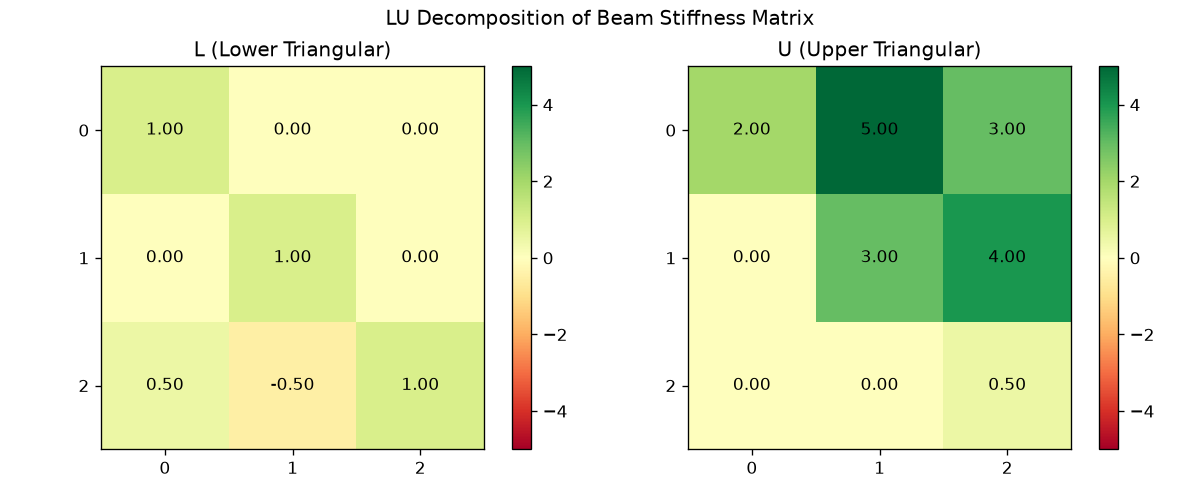 LU Decomposition of Beam Stiffness Matrix
L (Lower Triangular)
0 1.00 0.00 0.00
1 0.00 1.00 0.00
2 0.50 -0.50 1.00
0 1 2
4
2
0
−2
−4
U (Upper Triangular)
0 2.00 5.00 3.00
1 0.00 3.00 4.00
2 0.00 0.00 0.50
0 1 2
4
2
0
−2
−4